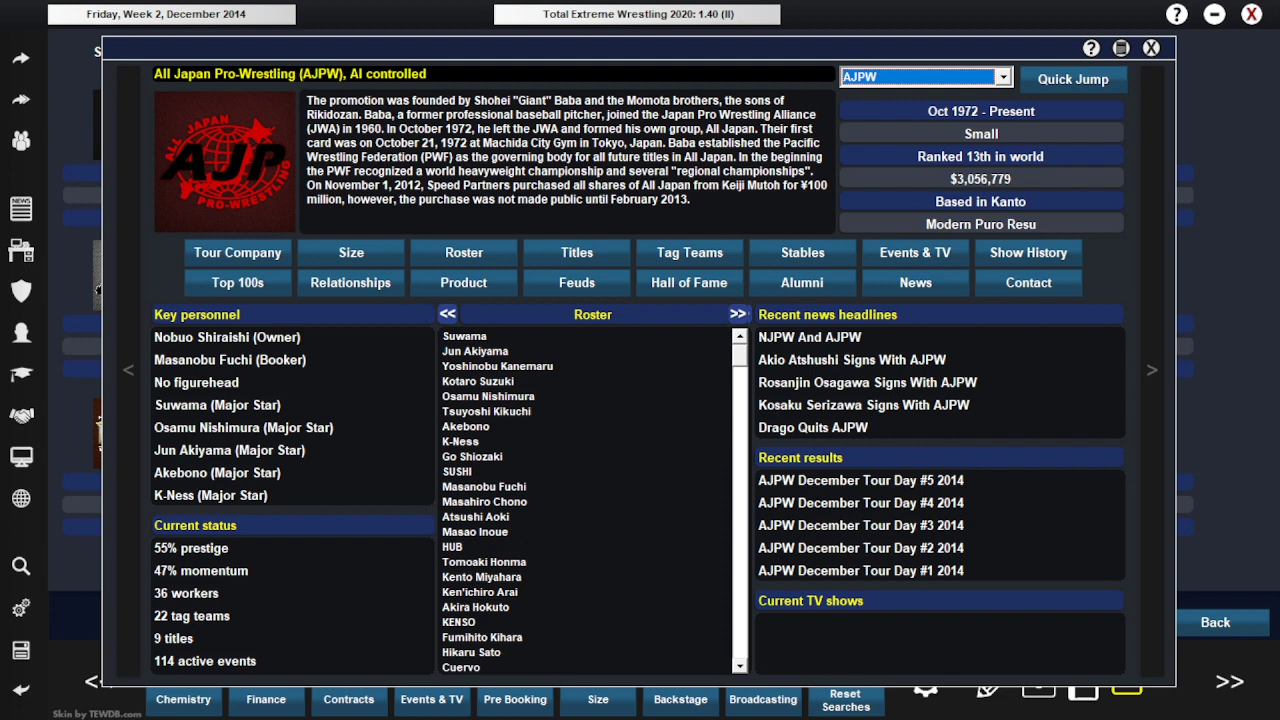 Friday, Week 2, December 2014
Total Extreme Wrestling 2020: 1.40 (II)
All Japan Pro-Wrestling (AJPW), AI controlled
AJPW
Quick Jump
ALL JAPAN
AJP
PRO-WRESTLING
The promotion was founded by Shohei "Giant" Baba and the Momota brothers, the sons of
Rikidozan. Baba, a former professional baseball pitcher, joined the Japan Pro Wrestling Alliance
(JWA) in 1960. In October 1972, he left the JWA and formed his own group, All Japan. Their first
card was on October 21, 1972 at Machida City Gym in Tokyo, Japan. Baba established the Pacific
Wrestling Federation (PWF) as the governing body for all future titles in All Japan. In the beginning
the PWF recognized a world heavyweight championship and several "regional championships".
On November 1, 2012, Speed Partners purchased all shares of All Japan from Keiji Mutoh for ¥100
million, however, the purchase was not made public until February 2013.
Oct 1972 - Present
Small
Ranked 13th in world
$3,056,779
Based in Kanto
Modern Puro Resu
Tour Company
Size
Roster
Titles
Tag Teams
Stables
Events & TV
Show History
Top 100s
Relationships
Product
Feuds
Hall of Fame
Alumni
News
Contact
Key personnel
Nobuo Shiraishi (Owner)
Masanobu Fuchi (Booker)
No figurehead
Suwama (Major Star)
Osamu Nishimura (Major Star)
Jun Akiyama (Major Star)
Akebono (Major Star)
K-Ness (Major Star)
Current status
55% prestige
47% momentum
36 workers
22 tag teams
9 titles
114 active events
<<
Roster
>>
Suwama
Jun Akiyama
Yoshinobu Kanemaru
Kotaro Suzuki
Osamu Nishimura
Tsuyoshi Kikuchi
Akebono
K-Ness
Go Shiozaki
SUSHI
Masanobu Fuchi
Masahiro Chono
Atsushi Aoki
Masao Inoue
HUB
Tomoaki Honma
Kento Miyahara
Ken'ichiro Arai
Akira Hokuto
KENSO
Fumihito Kihara
Hikaru Sato
Cuervo
Recent news headlines
NJPW And AJPW
Akio Atshushi Signs With AJPW
Rosanjin Osagawa Signs With AJPW
Kosaku Serizawa Signs With AJPW
Drago Quits AJPW
Recent results
AJPW December Tour Day #5 2014
AJPW December Tour Day #4 2014
AJPW December Tour Day #3 2014
AJPW December Tour Day #2 2014
AJPW December Tour Day #1 2014
Current TV shows
NEWS
Back
Chemistry
Finance
Contracts
Events & TV
Pre Booking
Size
Backstage
Broadcasting
Reset
Searches
>>
Skin by TEWDB.com